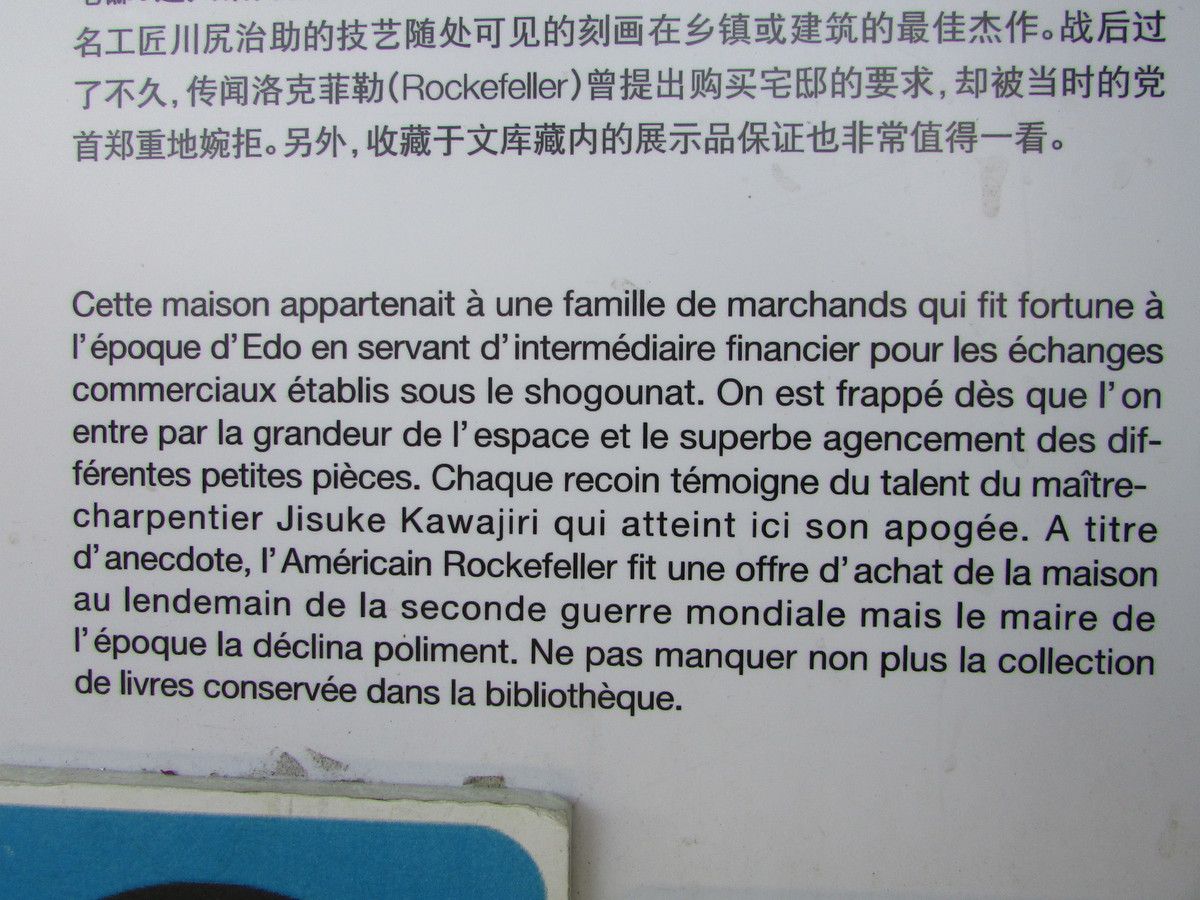 名工匠川尻治助的技艺随处可见的刻画在乡镇或建筑的最佳杰作。战后过
了不久,传闻洛克菲勒(Rockefeller)曾提出购买宅邸的要求,却被当时的党
首郑重地婉拒。另外,收藏于文库藏内的展示品保证也非常值得一看。
Cette maison appartenait à une famille de marchands qui fit fortune à
l'époque d'Edo en servant d'intermédiaire financier pour les échanges
commerciaux établis sous le shogounat. On est frappé dès que l'on
entre par la grandeur de l'espace et le superbe agencement des dif-
férentes petites pièces. Chaque recoin témoigne du talent du maître-
charpentier Jisuke Kawajiri qui atteint ici son apogée. A titre
d'anecdote, l'Américain Rockefeller fit une offre d'achat de la maison
au lendemain de la seconde guerre mondiale mais le maire de
l'époque la déclina poliment. Ne pas manquer non plus la collection
de livres conservée dans la bibliothèque.